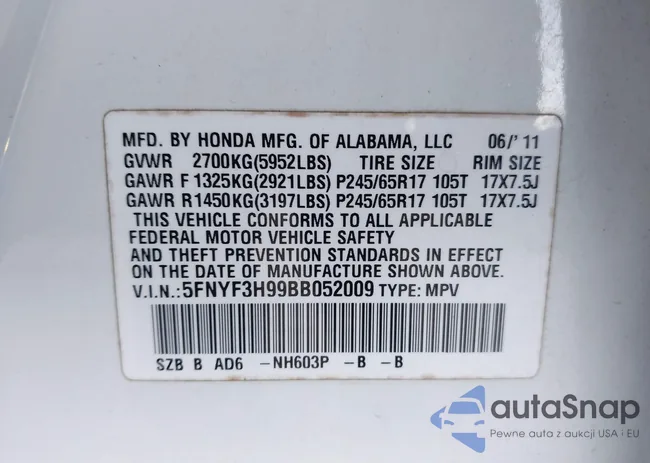 MFD. BY HONDA MFG. OF ALABAMA, LLC 06/'11
GVWR 2700KG(5952LBS) TIRE SIZE RIM SIZE
GAWR F 1325KG(2921LBS) P245/65R17 105T 17X7.5J
GAWR R 1450KG(3197LBS) P245/65R17 105T 17X7.5J
THIS VEHICLE CONFORMS TO ALL APPLICABLE
FEDERAL MOTOR VEHICLE SAFETY
AND THEFT PREVENTION STANDARDS IN EFFECT
ON THE DATE OF MANUFACTURE SHOWN ABOVE.
V.I.N.:5FNYF3H99BB052009 TYPE: MPV
SZB B AD6 -NH603P -B -B
autaSnap
Pewne auta z aukcji USA i EU